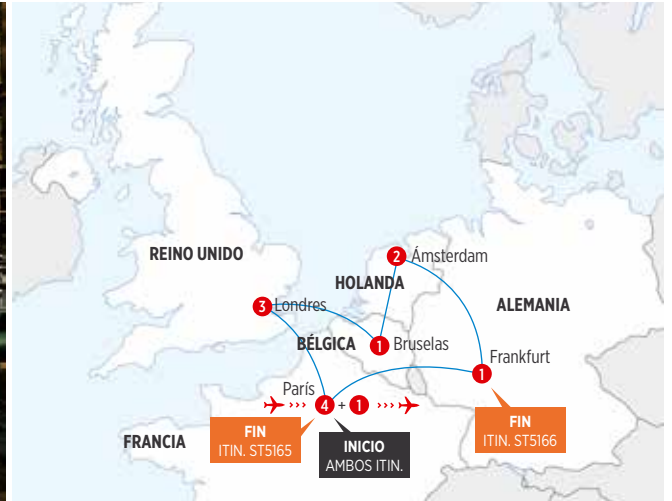 REINO UNIDO
2 Ámsterdam
HOLANDA
3 Londres
ALEMANIA
BÉLGICA
1 Bruselas
Frankfurt
1
París
4 + 1
FIN
ITIN. ST5165
INICIO
AMBOS ITIN.
FIN
ITIN. ST5166
FRANCIA